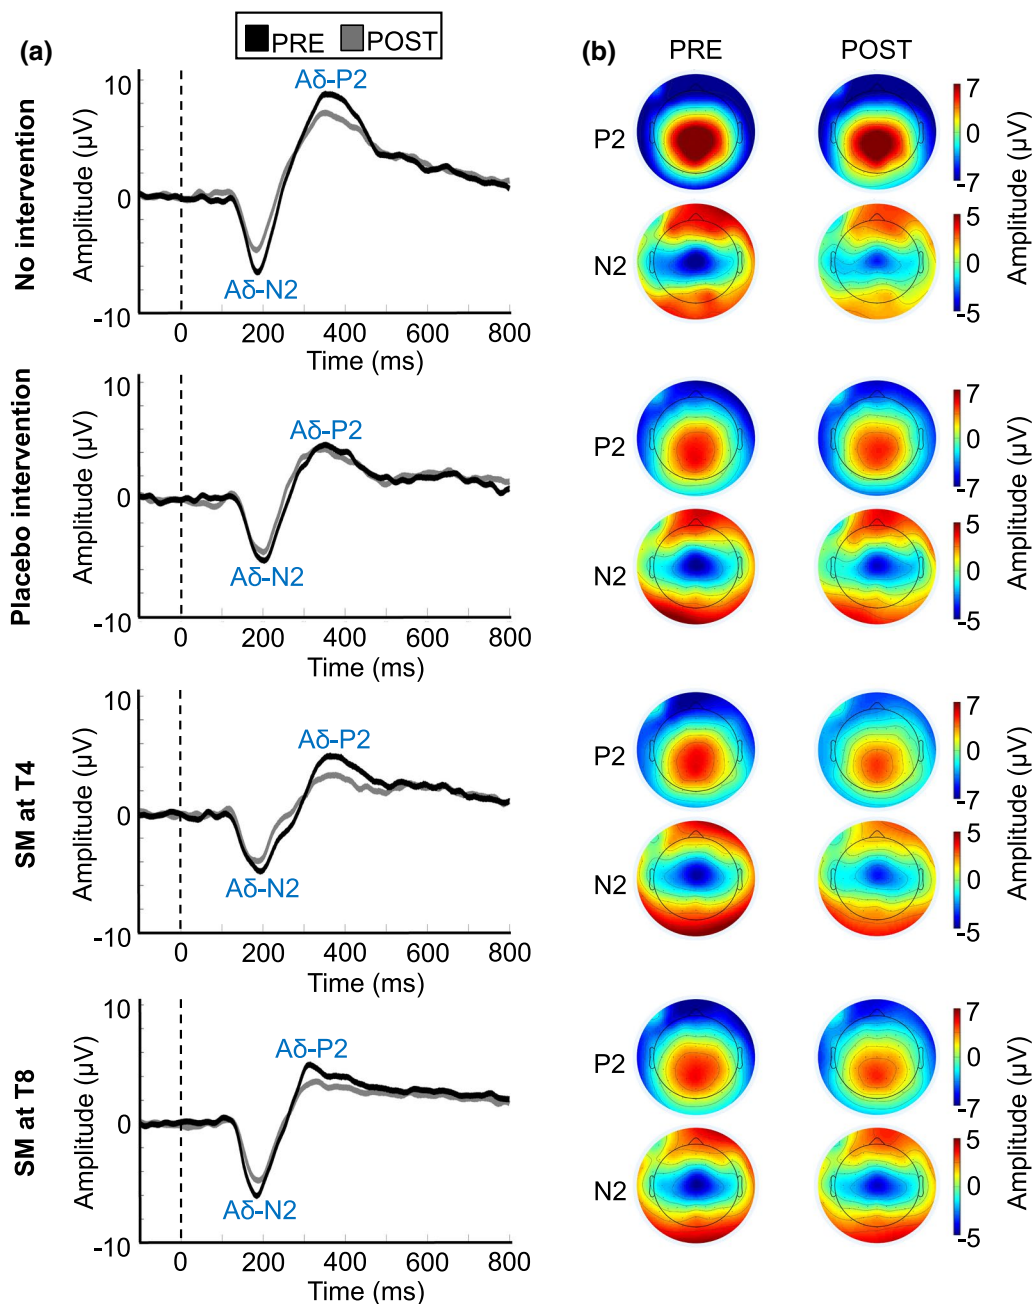 (a)
PRE POST
(b) PRE POST
No intervention
Amplitude (µV)
10
0
-10
Aδ-P2
Aδ-N2
0 200 400 600 800
Time (ms)
P2
7
0
-7
N2
5
0
-5
Amplitude (µV)
Placebo intervention
Amplitude (µV)
10
0
-10
Aδ-P2
Aδ-N2
0 200 400 600 800
Time (ms)
P2
7
0
-7
N2
5
0
-5
Amplitude (µV)
SM at T4
Amplitude (µV)
10
0
-10
Aδ-P2
Aδ-N2
0 200 400 600 800
Time (ms)
P2
7
0
-7
N2
5
0
-5
Amplitude (µV)
SM at T8
Amplitude (µV)
10
0
-10
Aδ-P2
Aδ-N2
0 200 400 600 800
Time (ms)
P2
7
0
-7
N2
5
0
-5
Amplitude (µV)